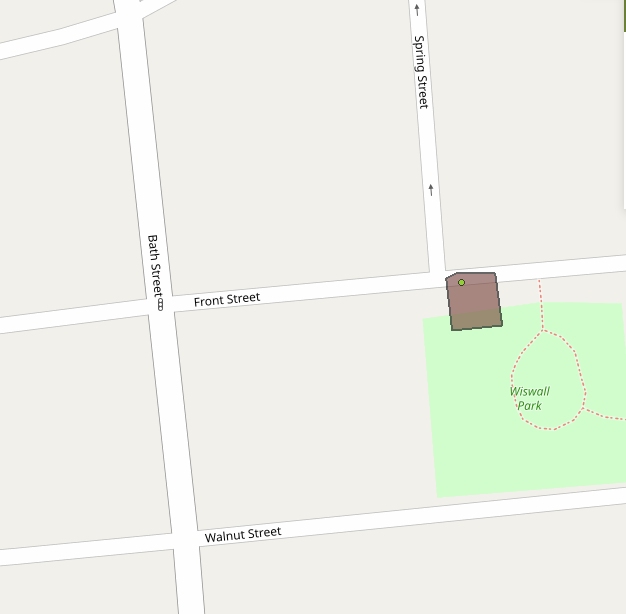 Spring Street
Bath Street
Front Street
Wiswall
Park
Walnut Street